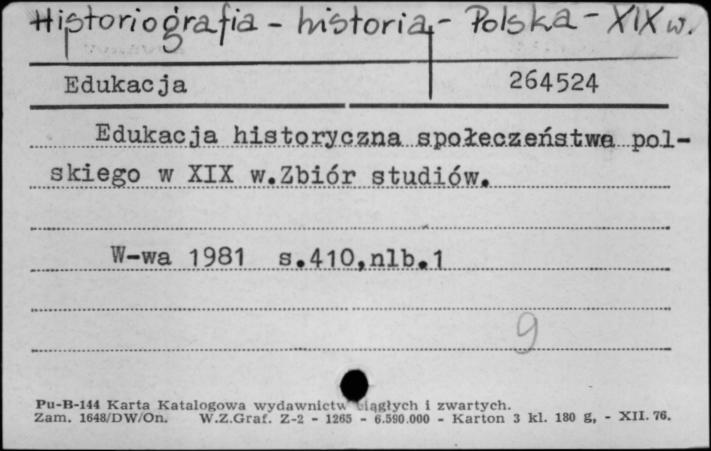 Historiografia - historia - Polska - XIX w.
Edukacja 264524
Edukacja historyczna społeczeństwa pol-
skiego w XIX w.Zbiór studiów.
W-wa 1981 s.410,nlb.1
9
Pu-B-144 Karta Katalogowa wydawnictw ciągłych i zwartych.
Zam. 1648/DW/On. W.Z.Graf. Z-2 - 1265 - 6.590.000 - Karton 3 kl. 180 g, - XII. 76.